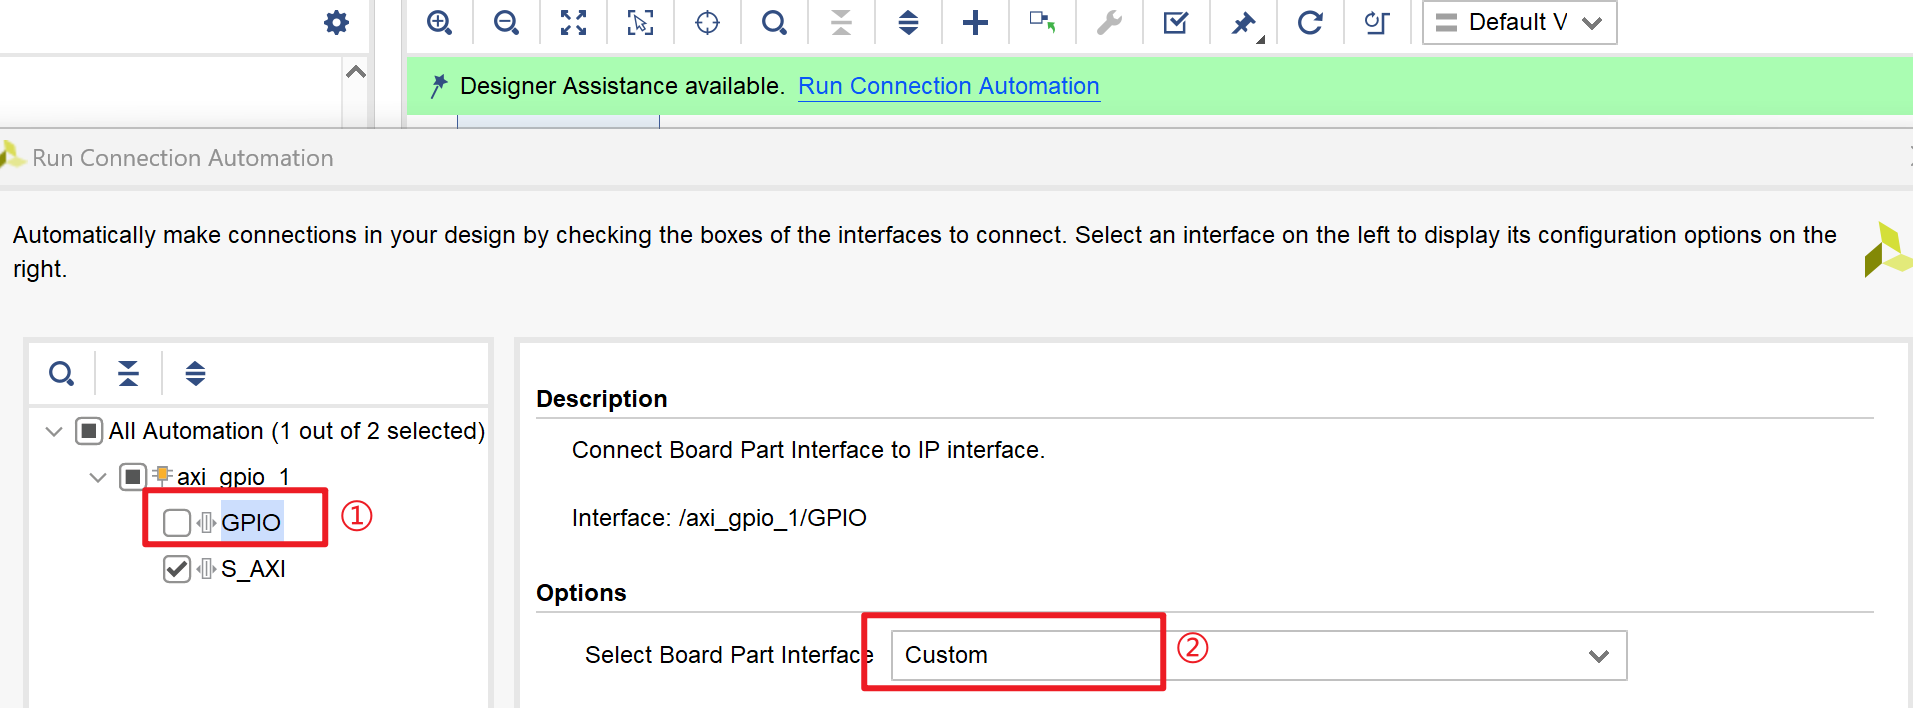 Default V
Designer Assistance available. Run Connection Automation
Run Connection Automation
Automatically make connections in your design by checking the boxes of the interfaces to connect. Select an interface on the left to display its configuration options on the
right.
All Automation (1 out of 2 selected)
axi_gpio_1
GPIO
①
S_AXI
Description
Connect Board Part Interface to IP interface.
Interface: /axi_gpio_1/GPIO
Options
Select Board Part Interface
Custom
②